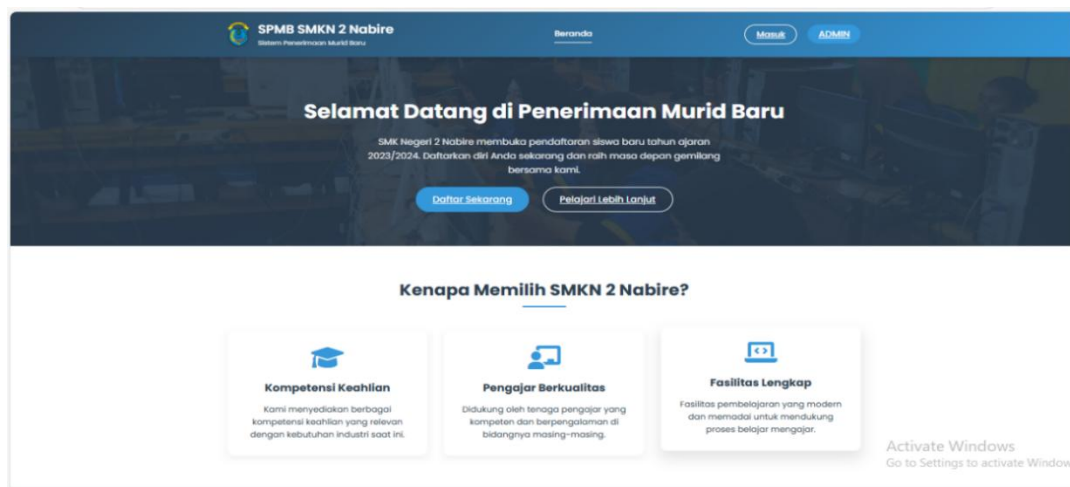 SPMB SMKN 2 Nabire
Sistem Penerimaan Murid Baru
Beranda
Masuk
ADMIN
Selamat Datang di Penerimaan Murid Baru
SMK Negeri 2 Nabire membuka pendaftaran siswa baru tahun ajaran
2023/2024. Daftarkan diri Anda sekarang dan raih masa depan gemilang
bersama kami.
Daftar Sekarang
Pelajari Lebih Lanjut
Kenapa Memilih SMKN 2 Nabire?
Kompetensi Keahlian
Kami menyediakan berbagai
kompetensi keahlian yang relevan
dengan kebutuhan industri saat ini.
Pengajar Berkualitas
Didukung oleh tenaga pengajar yang
kompeten dan berpengalaman di
bidangnya masing-masing.
Fasilitas Lengkap
Fasilitas pembelajaran yang modern
dan memadai untuk mendukung
proses belajar mengajar.
Activate Windows
Go to Settings to activate Window